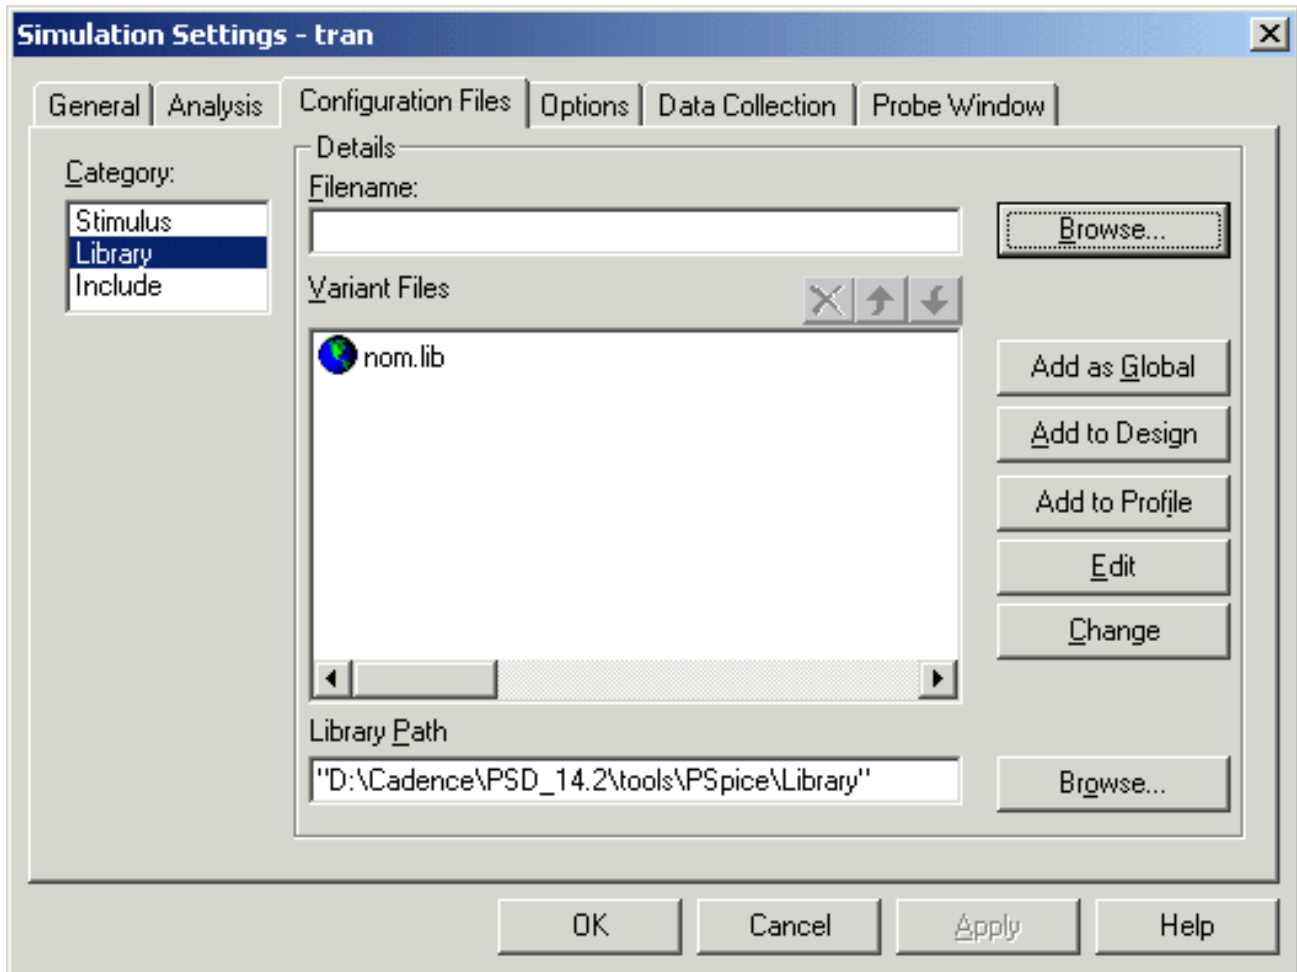 Simulation Settings - tran
General Analysis Configuration Files Options Data Collection Probe Window
Category:
Stimulus
Library
Include
Details
Filename:
Browse...
Variant Files
nom.lib
Add as Global
Add to Design
Add to Profile
Edit
Change
Library Path
"D:\Cadence\PSD_14.2\tools\PSpice\Library"
Browse...
OK Cancel Apply Help